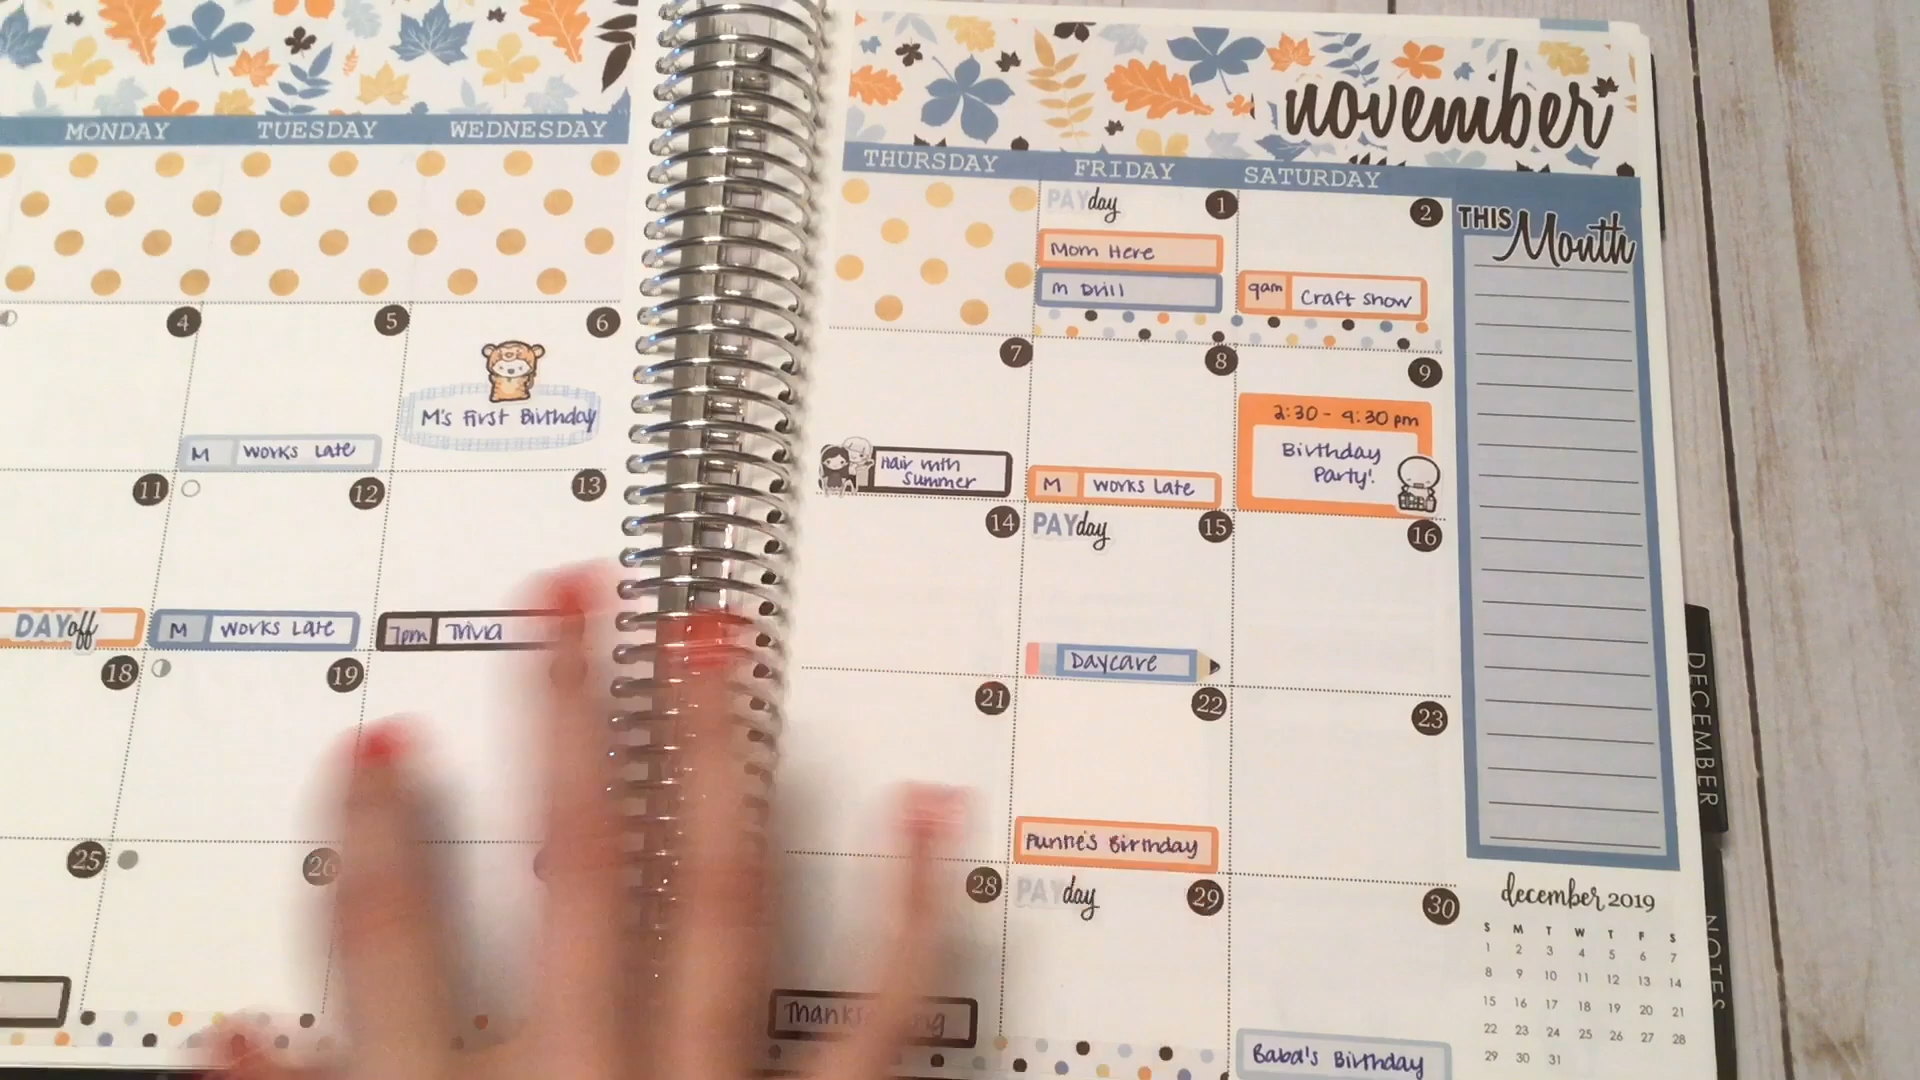 november
MONDAY TUESDAY WEDNESDAY
THURSDAY FRIDAY SATURDAY
PAYday 1
Mom Here
M Drill
2
9am Craft Show
THIS Month
4
5
M Works Late
6
M's First Birthday
7
Hair with
Summer
8
M Works Late
9
2:30 - 4:30 pm
Birthday
Party!
11
DAY off
12
M Works Late
13
7pm Trivia
14
PAYday 15
Daycare
16
18
19
21
22
Birthday
23
25
26
28
PAYday 29
30
Baba's Birthday
december 2019
S M T W T F S
1 2 3 4 5 6 7
8 9 10 11 12 13 14
15 16 17 18 19 20 21
22 23 24 25 26 27 28
29 30 31
DECEMBER
NOTES